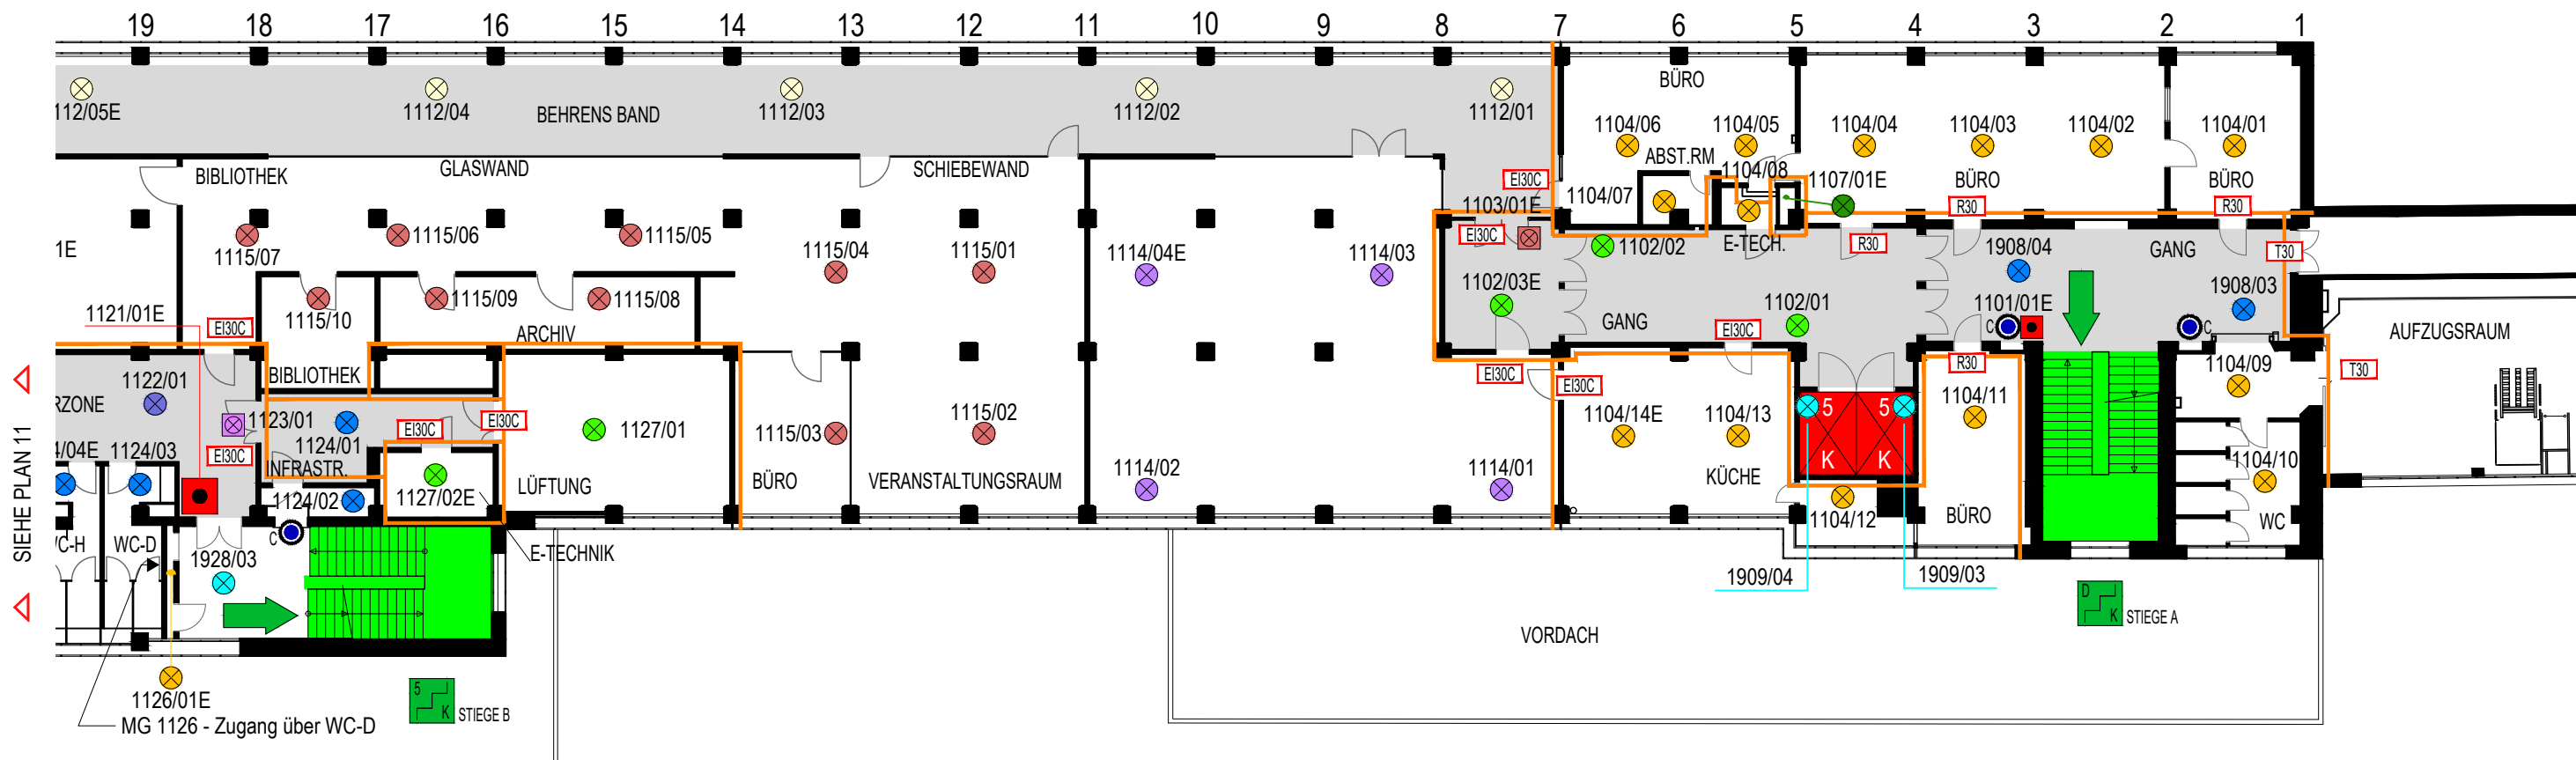 19 18 17 16 15 14 13 12 11 10 9 8 7 6 5 4 3 2 1
BÜRO
112/05E 1112/04 BEHRENS BAND 1112/03 1112/02 1112/01
1104/06 1104/05 1104/04 1104/03 1104/02 1104/01
ABST.RM
BIBLIOTHEK GLASWAND SCHIEBEWAND EI30C 1104/08 1107/01E BÜRO BÜRO
1104/07
1103/01E R30 R30
1115/07 1115/06 1115/05 1115/04 1115/01 1114/04E 1114/03 EI30C 1102/02 E-TECH. R30 1908/04 GANG T30
1E
1115/10 1115/09 1115/08 1102/03E 1908/03
1121/01E EI30C ARCHIV GANG 1102/01 EI30C 1101/01E C C AUFZUGSRAUM
BIBLIOTHEK EI30C EI30C R30 1104/09 T30
1122/01
RZONE 1123/01 1124/01 EI30C EI30C 1127/01 1115/03 1115/02 1104/14E 1104/13 5 5 1104/11
4/04E 1124/03 EI30C INFRASTR. K K 1104/10
1124/02 1127/02E LÜFTUNG BÜRO VERANSTALTUNGSRAUM 1114/02 1114/01 KÜCHE
1104/12 BÜRO WC
SIEHE PLAN 11
C
/C-H WC-D 1928/03 E-TECHNIK
1909/04 1909/03
D
K STIEGE A
VORDACH
1126/01E
5
K STIEGE B
MG 1126 - Zugang über WC-D